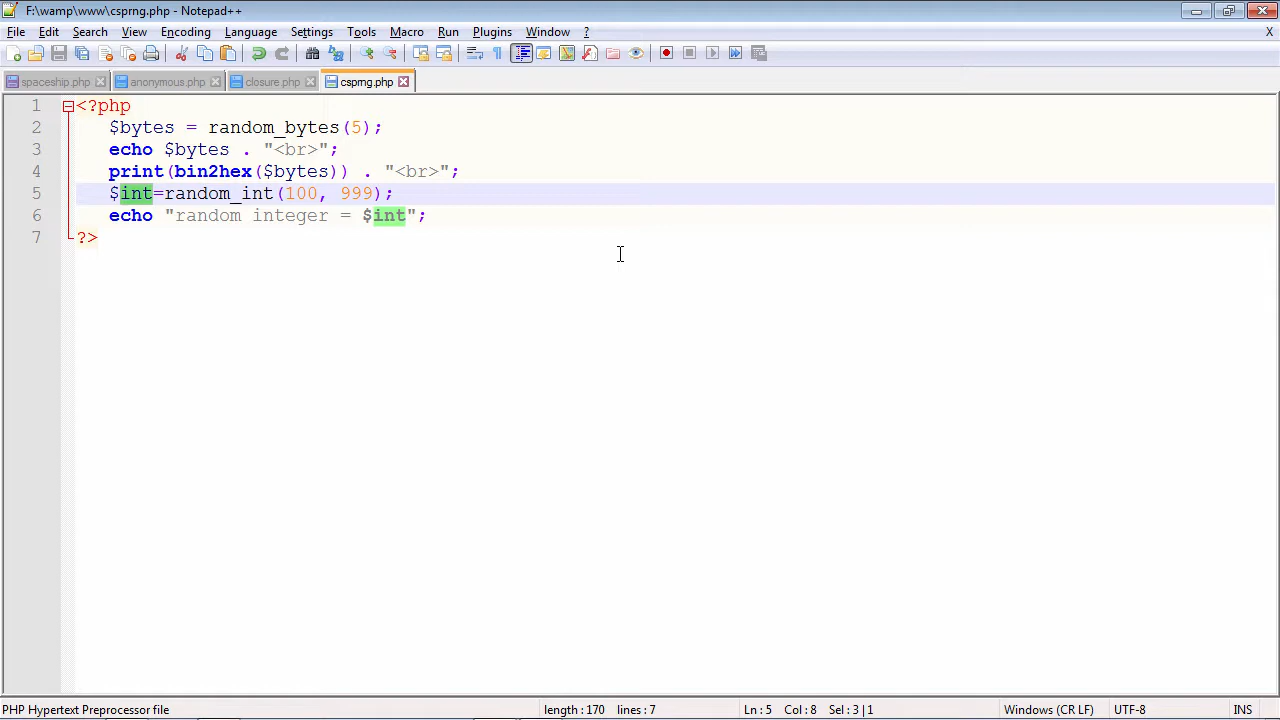 F:\wamp\www\csprng.php - Notepad++
File Edit Search View Encoding Language Settings Tools Macro Run Plugins Window ? X
spaceship.php anonymous.php closure.php csprng.php
1 <?php
2 $bytes = random_bytes(5);
3 echo $bytes . "<br>";
4 print(bin2hex($bytes)) . "<br>";
5 $int=random_int(100, 999);
6 echo "random integer = $int";
7 ?>
PHP Hypertext Preprocessor file length : 170 lines : 7 Ln : 5 Col : 8 Sel : 3 | 1 Windows (CR LF) UTF-8 INS